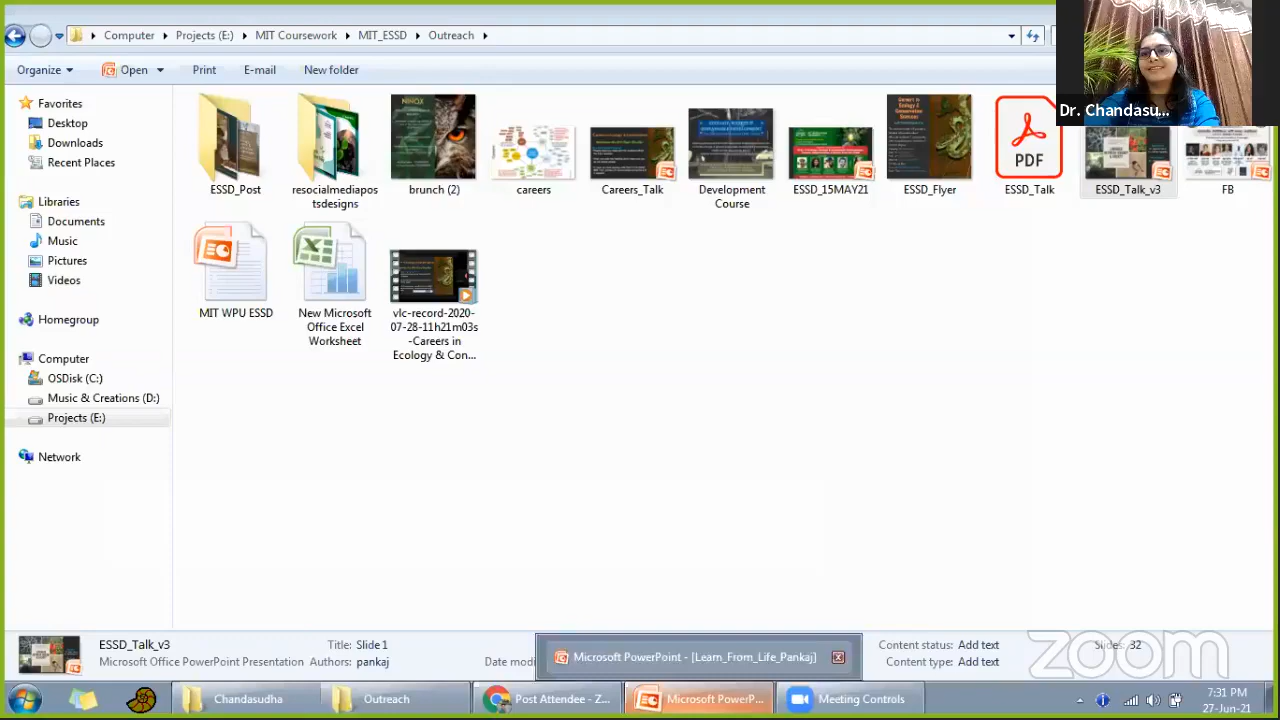 Computer
Projects (E:)
MIT Coursework
MIT_ESSD
Outreach
Organize
Open
Print
E-mail
New folder
Dr. Chandasu...
Favorites
Desktop
Downloads
Recent Places
Libraries
Documents
Music
Pictures
Videos
Homegroup
Computer
OSDisk (C:)
Music & Creations (D:)
Projects (E:)
Network
PDF
ESSD_Post
resocialmediepos
tsdesigns
brunch (2)
careers
Careers_Talk
Development
Course
ESSD_15MAY21
ESSD_Flyer
ESSD_Talk
ESSD_Talk_v3
FB
MIT WPU ESSD
New Microsoft
Office Excel
Worksheet
vlc-record-2020-
07-28-11h21m03s
-Careers in
Ecology & Con...
ESSD_Talk_v3
Microsoft Office PowerPoint Presentation
Title: Slide 1
Authors: pankaj
Date modi
Microsoft PowerPoint - [Learn_From_Life_Pankaj]
Content status: Add text
Content type: Add text
Slides: 32
zoom
Chandasudha
Outreach
Post Attendee - Z...
Microsoft PowerP...
Meeting Controls
7:31 PM
27-Jun-21